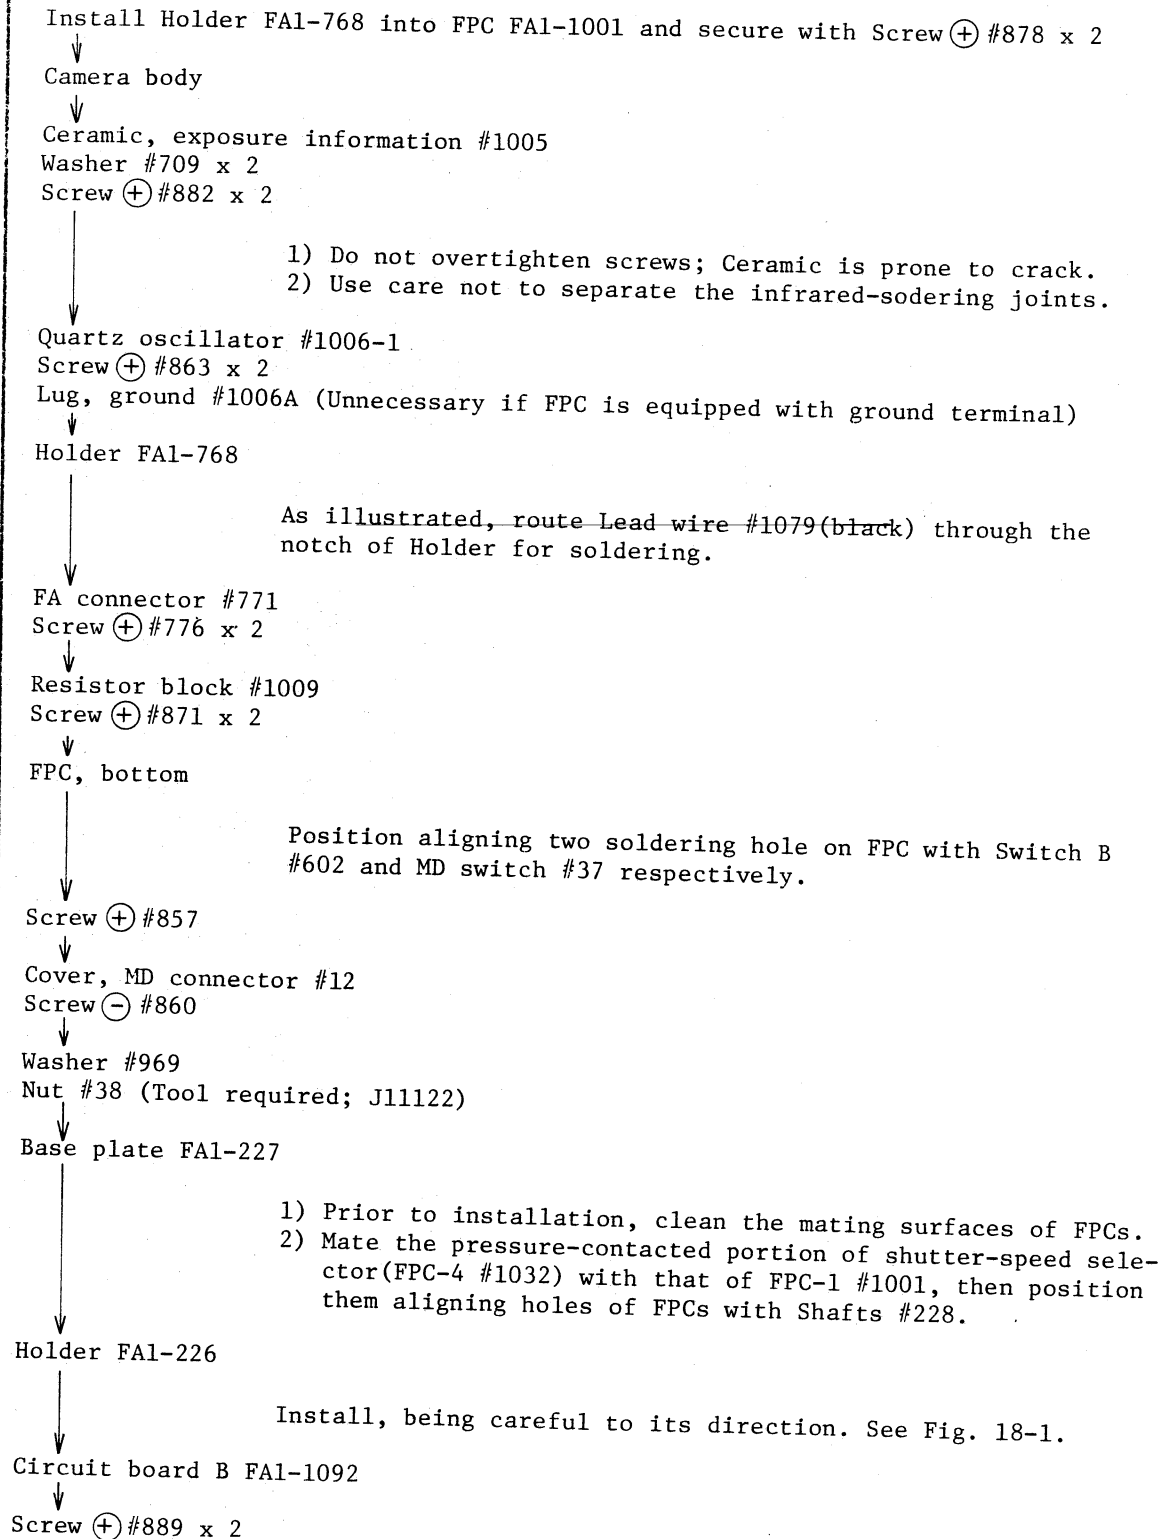 Install Holder FA1-768 into FPC FA1-1001 and secure with Screw ⊕ #878 x 2
Camera body
Ceramic, exposure information #1005
Washer #709 x 2
Screw ⊕ #882 x 2
1) Do not overtighten screws; Ceramic is prone to crack.
2) Use care not to separate the infrared-sodering joints.
Quartz oscillator #1006-1
Screw ⊕ #863 x 2
Lug, ground #1006A (Unnecessary if FPC is equipped with ground terminal)
Holder FA1-768
As illustrated, route Lead wire #1079(black) through the
notch of Holder for soldering.
FA connector #771
Screw ⊕ #776 x 2
Resistor block #1009
Screw ⊕ #871 x 2
FPC, bottom
Position aligning two soldering hole on FPC with Switch B
#602 and MD switch #37 respectively.
Screw ⊕ #857
Cover, MD connector #12
Screw ⊖ #860
Washer #969
Nut #38 (Tool required; J11122)
Base plate FA1-227
1) Prior to installation, clean the mating surfaces of FPCs.
2) Mate the pressure-contacted portion of shutter-speed sele-
ctor(FPC-4 #1032) with that of FPC-1 #1001, then position
them aligning holes of FPCs with Shafts #228.
Holder FA1-226
Install, being careful to its direction. See Fig. 18-1.
Circuit board B FA1-1092
Screw ⊕ #889 x 2